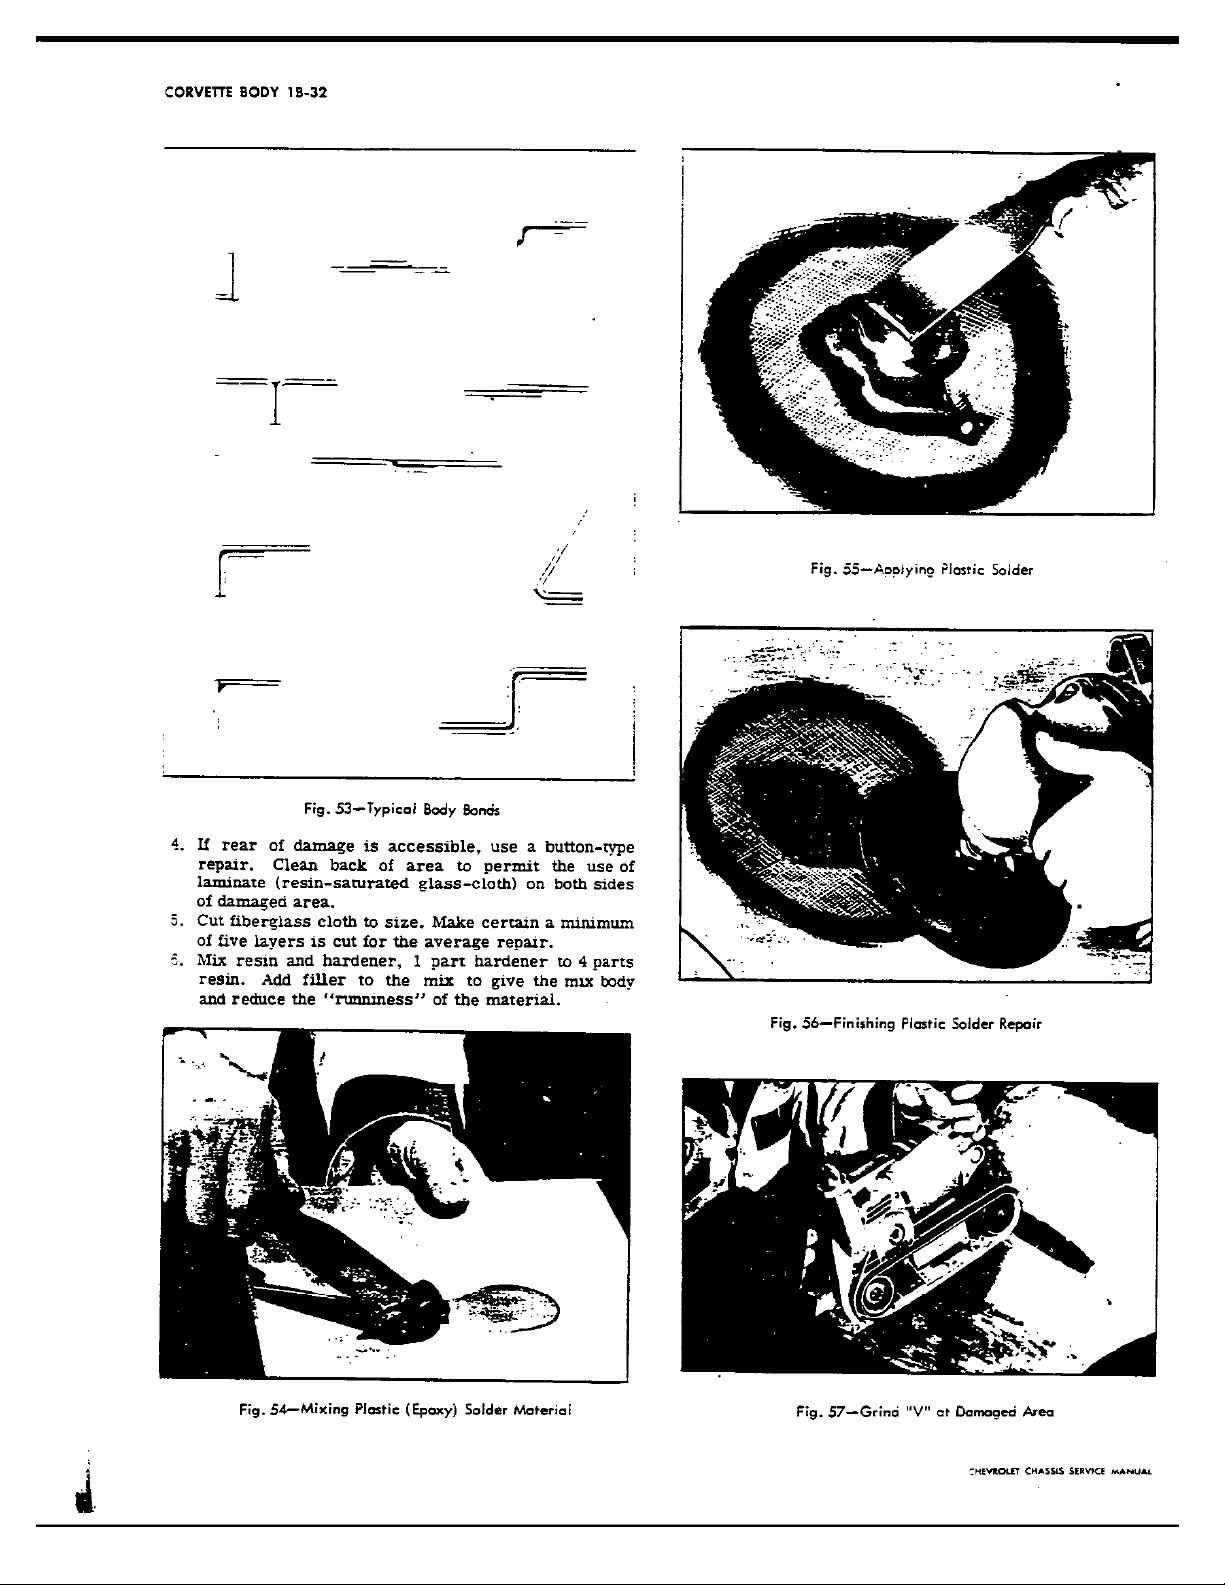 CORVETTE BODY 1B-32
Fig. 53—Typical Body Bonds
4. If rear of damage is accessible, use a button-type
repair. Clean back of area to permit the use of
laminate (resin-saturated glass-cloth) on both sides
of damaged area.
5. Cut fiberglass cloth to size. Make certain a minimum
of five layers is cut for the average repair.
6. Mix resin and hardener, 1 part hardener to 4 parts
resin. Add filler to the mix to give the mix body
and reduce the "runniness" of the material.
Fig. 54—Mixing Plastic (Epoxy) Solder Material
Fig. 55—Applying Plastic Solder
Fig. 56—Finishing Plastic Solder Repair
Fig. 57—Grind "V" at Damaged Area
CHEVROLET CHASSIS SERVICE MANUAL